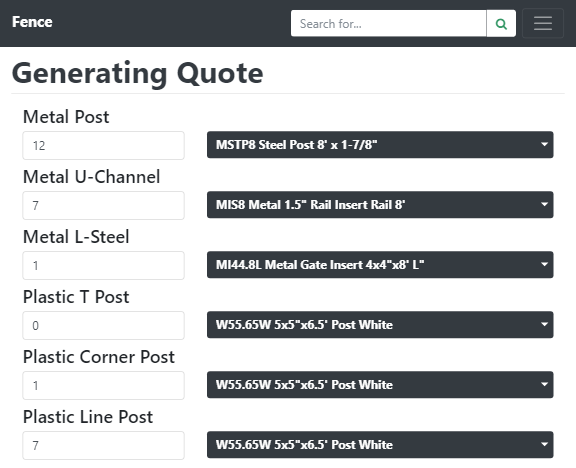 Fence
Search for...
Generating Quote
Metal Post
12
MSTP8 Steel Post 8' x 1-7/8"
Metal U-Channel
7
MIS8 Metal 1.5" Rail Insert Rail 8'
Metal L-Steel
1
MI44.8L Metal Gate Insert 4x4"x8' L"
Plastic T Post
0
W55.65W 5x5"x6.5' Post White
Plastic Corner Post
1
W55.65W 5x5"x6.5' Post White
Plastic Line Post
7
W55.65W 5x5"x6.5' Post White